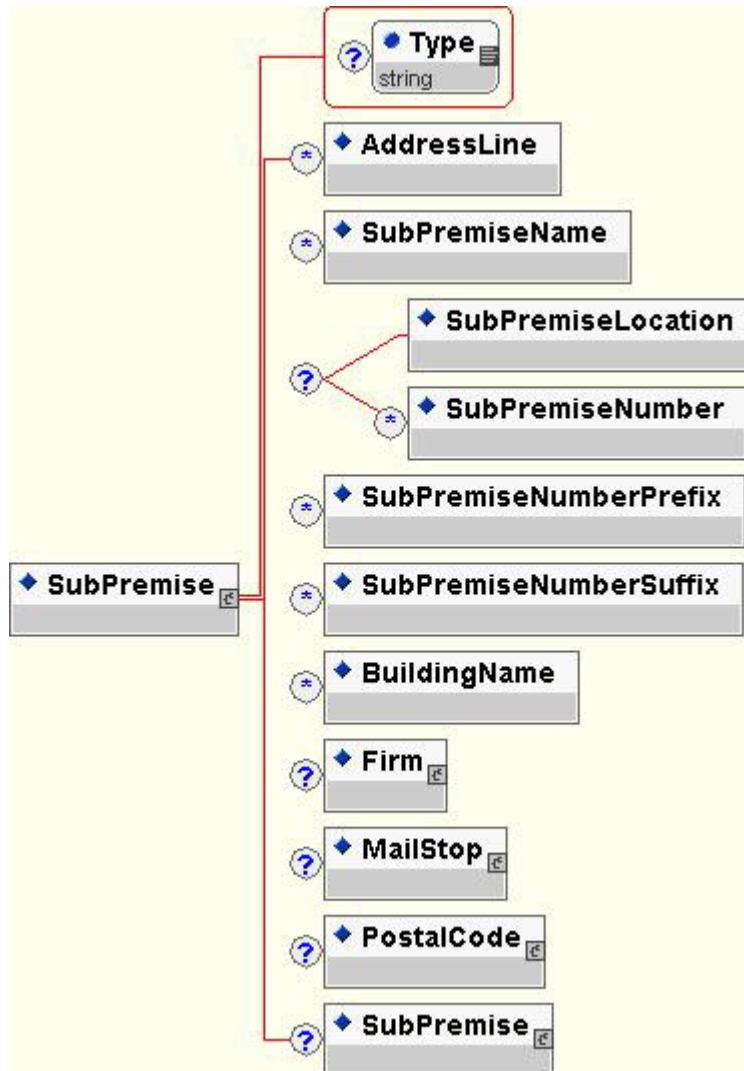 ?
Type
string
*
AddressLine
*
SubPremiseName
?
SubPremiseLocation
*
SubPremiseNumber
*
SubPremiseNumberPrefix
SubPremise
*
SubPremiseNumberSuffix
*
BuildingName
?
Firm
?
MailStop
?
PostalCode
?
SubPremise